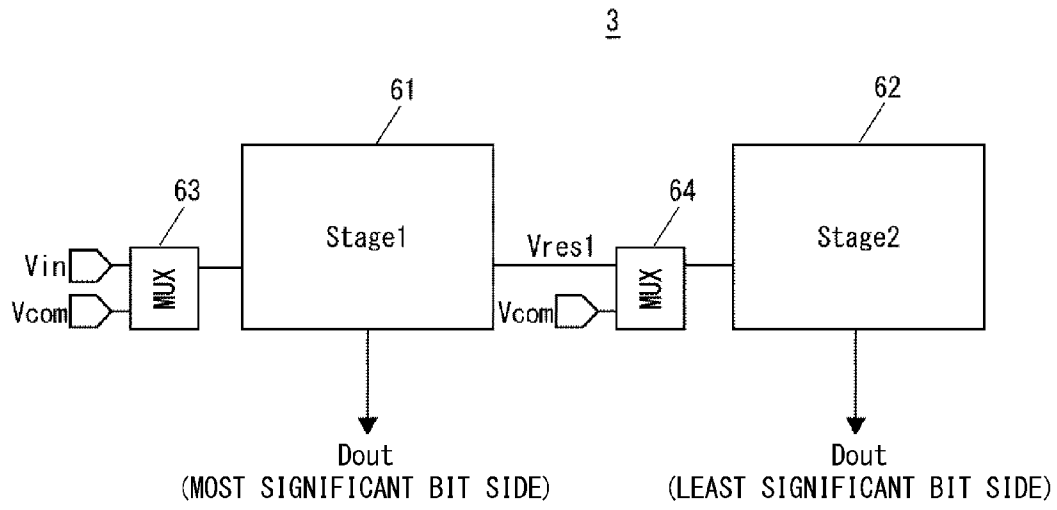 3
61
62
63
64
Stage1
Stage2
Vres1
Vin
MUX
MUX
Vcom
Vcom
Dout
(MOST SIGNIFICANT BIT SIDE)
Dout
(LEAST SIGNIFICANT BIT SIDE)